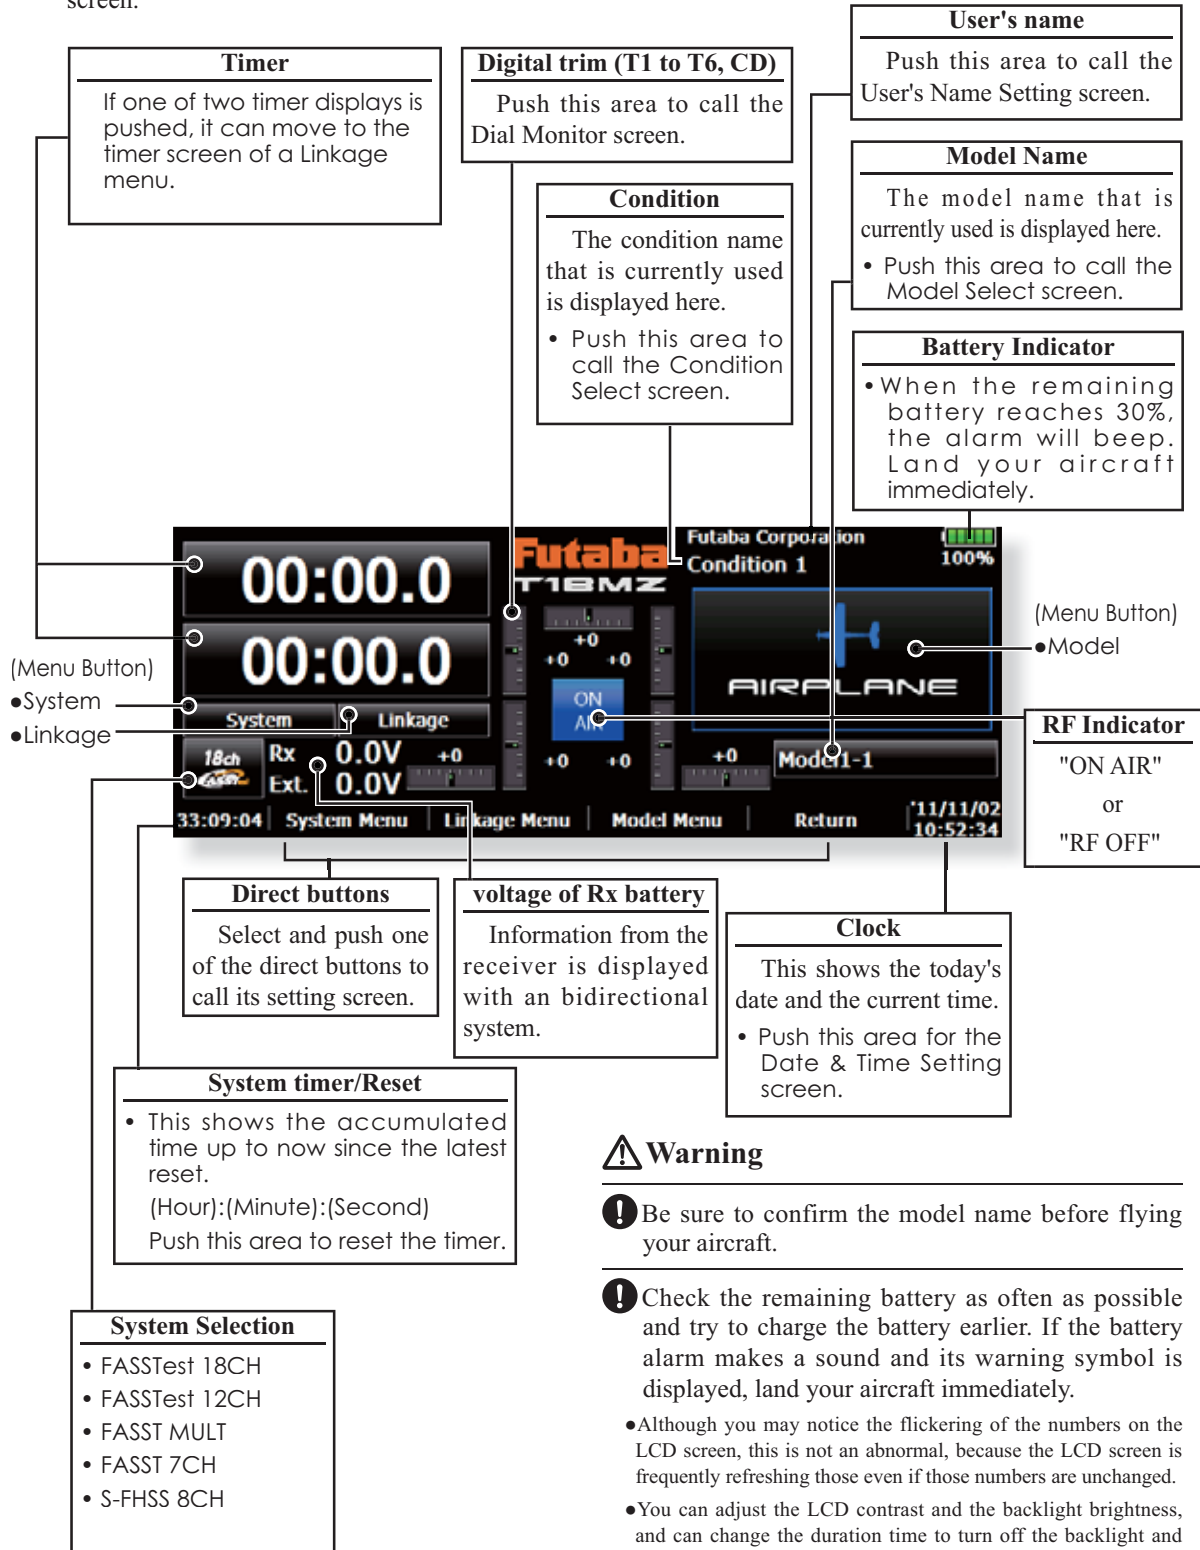 screen.
User's name
Push this area to call the
User's Name Setting screen.
Timer
If one of two timer displays is
pushed, it can move to the
timer screen of a Linkage
menu.
Digital trim (T1 to T6, CD)
Push this area to call the
Dial Monitor screen.
Model Name
The model name that is
currently used is displayed here.
• Push this area to call the
Model Select screen.
Condition
The condition name
that is currently used
is displayed here.
• Push this area to
call the Condition
Select screen.
Battery Indicator
• When the remaining
battery reaches 30%,
the alarm will beep.
Land your aircraft
immediately.
00:00.0
00:00.0
Futaba
T18MZ
Futaba Corporation
Condition 1
100%
+0
+0 +0
ON
AIR
+0 +0
AIRPLANE
(Menu Button)
●Model
(Menu Button)
●System
●Linkage
System Linkage
18ch
FASST
Rx 0.0V
Ext. 0.0V
+0
+0
Model1-1
33:09:04 System Menu Linkage Menu Model Menu Return
'11/11/02
10:52:34
RF Indicator
"ON AIR"
or
"RF OFF"
Direct buttons
Select and push one
of the direct buttons to
call its setting screen.
voltage of Rx battery
Information from the
receiver is displayed
with an bidirectional
system.
Clock
This shows the today's
date and the current time.
• Push this area for the
Date & Time Setting
screen.
System timer/Reset
• This shows the accumulated
time up to now since the latest
reset.
(Hour):(Minute):(Second)
Push this area to reset the timer.
System Selection
• FASSTest 18CH
• FASSTest 12CH
• FASST MULT
• FASST 7CH
• S-FHSS 8CH
Warning
Be sure to confirm the model name before flying
your aircraft.
Check the remaining battery as often as possible
and try to charge the battery earlier. If the battery
alarm makes a sound and its warning symbol is
displayed, land your aircraft immediately.
●Although you may notice the flickering of the numbers on the
LCD screen, this is not an abnormal, because the LCD screen is
frequently refreshing those even if those numbers are unchanged.
●You can adjust the LCD contrast and the backlight brightness,
and can change the duration time to turn off the backlight and